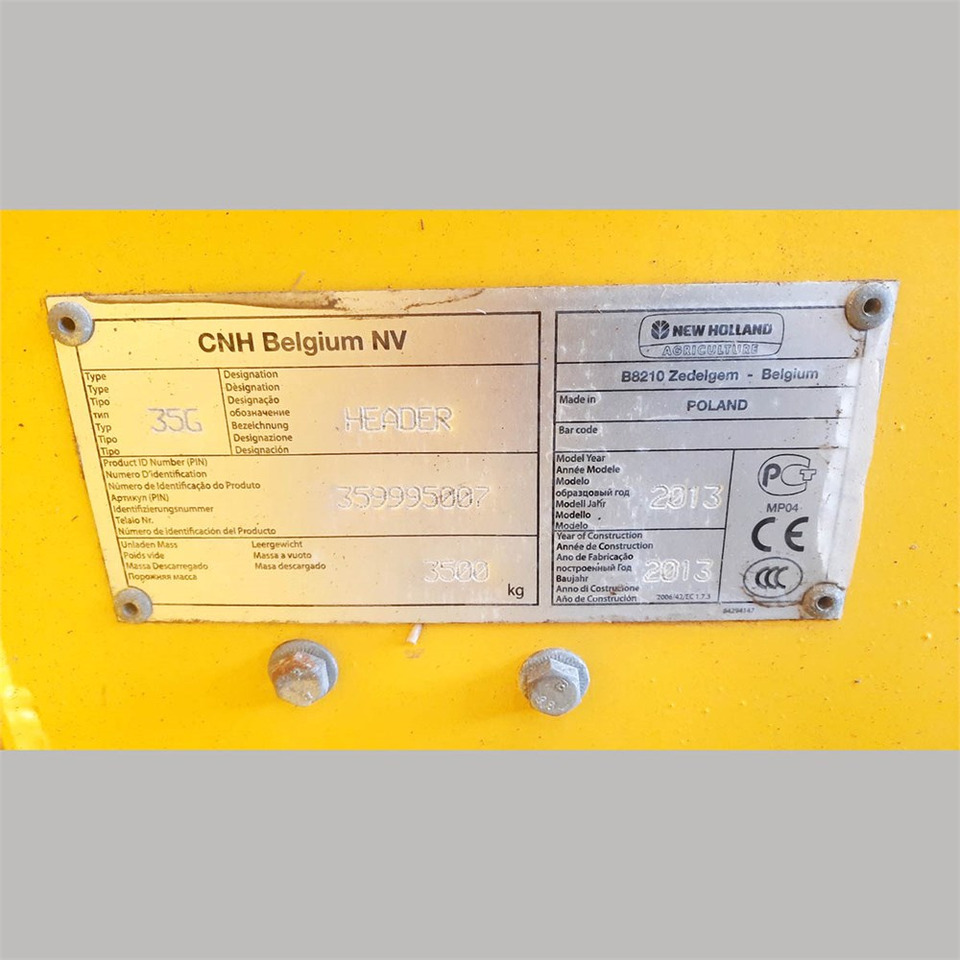 CNH Belgium NV
Type
Type
Tipo
тип
Typ
Tipo
Tipo
35G
Designation
Dèsignation
Designação
обозначение
Bezeichnung
Designazione
Designación
HEADER
Product ID Number (PIN)
Numero D'identification
Número de Identificação do Produto
Артикул (PIN)
Identifizierungsnummer
Telaio Nr.
Número de identificación del Producto
359995007
Unladen Mass
Poids vide
Massa Descarregado
Порожняя масса
Leergewicht
Massa a vuoto
Masa descargado
3500
kg
NEW HOLLAND
AGRICULTURE
B8210 Zedelgem - Belgium
Made in
POLAND
Bar code
Model Year
Année Modele
Modelo
образцовый год
Modell Jahr
Modello
Modelo
2013
Year of Construction
Année de Construction
Ano de Fabricação
построенный Год
Baujahr
Anno di Costruzione
Año de Construción
2013
2006/42/EC 1.7.3
РСТ
MP04
CE
CCC
84294147